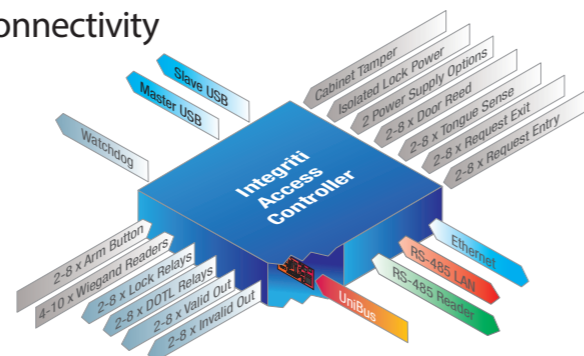 onnectivity
Slave USB
Master USB
Watchdog
Cabinet Tamper
Isolated Lock Power
2 Power Supply Options
2-8 x Door Reed
2-8 x Tongue Sense
2-8 x Request Exit
2-8 x Request Entry
Integriti
Access
Controller
2-8 x Arm Button
4-10 x Wiegand Readers
2-8 x Lock Relays
2-8 x DOTL Relays
2-8 x Valid Out
2-8 x Invalid Out
Ethernet
RS-485 LAN
RS-485 Reader
UniBus